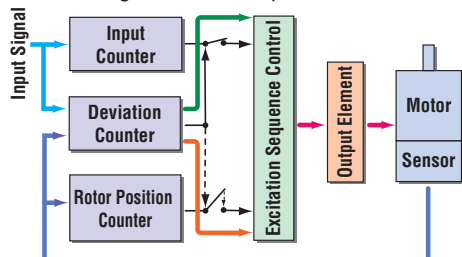 Input Signal
Input
Counter
Deviation
Counter
Rotor Position
Counter
Excitation Sequence Control
Output Element
Motor
Sensor